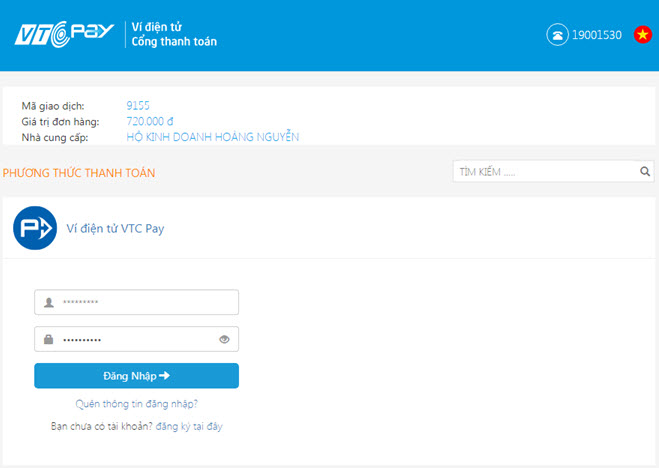 VTC Pay
Ví điện tử
Cổng thanh toán
19001530
Mã giao dịch: 9155
Giá trị đơn hàng: 720.000 đ
Nhà cung cấp: HỘ KINH DOANH HOÀNG NGUYỄN
PHƯƠNG THỨC THANH TOÁN
TÌM KIẾM .....
Ví điện tử VTC Pay
*********
••••••••••
Đăng Nhập
Quên thông tin đăng nhập?
Bạn chưa có tài khoản? đăng ký tại đây